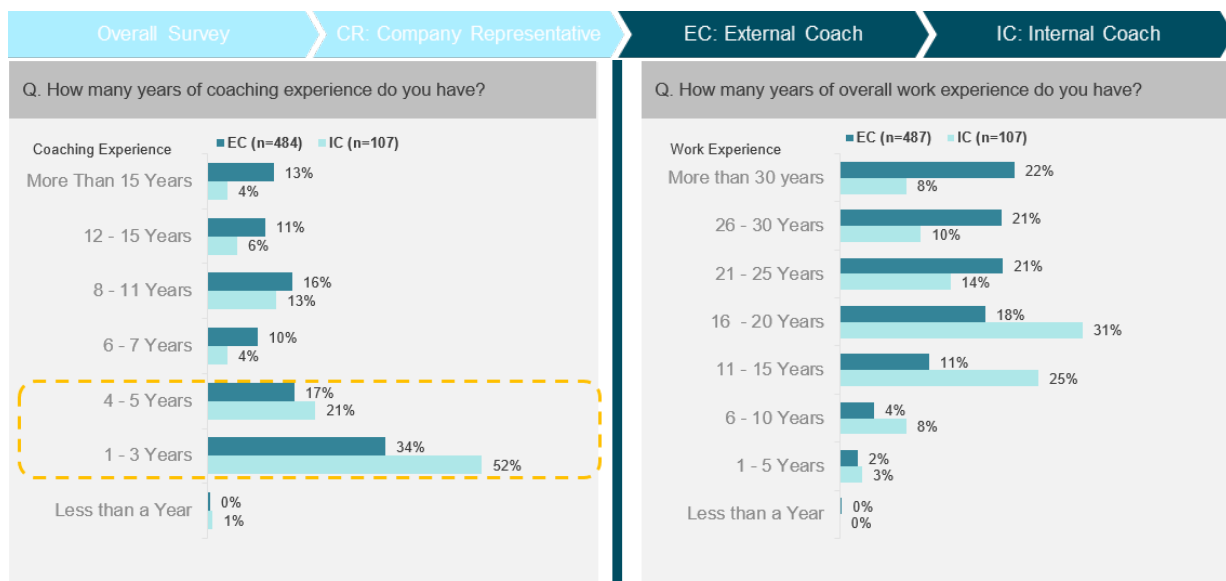 Overall Survey
CR: Company Representative
EC: External Coach
IC: Internal Coach
Q. How many years of coaching experience do you have?
Coaching Experience
EC (n=484) IC (n=107)
More Than 15 Years
13%
4%
12 - 15 Years
11%
6%
8 - 11 Years
16%
13%
6 - 7 Years
10%
4%
4 - 5 Years
17%
21%
1 - 3 Years
34%
52%
Less than a Year
0%
1%
Q. How many years of overall work experience do you have?
Work Experience
EC (n=487) IC (n=107)
More than 30 years
22%
8%
26 - 30 Years
21%
10%
21 - 25 Years
21%
14%
16 - 20 Years
18%
31%
11 - 15 Years
11%
25%
6 - 10 Years
4%
8%
1 - 5 Years
2%
3%
Less than a Year
0%
0%